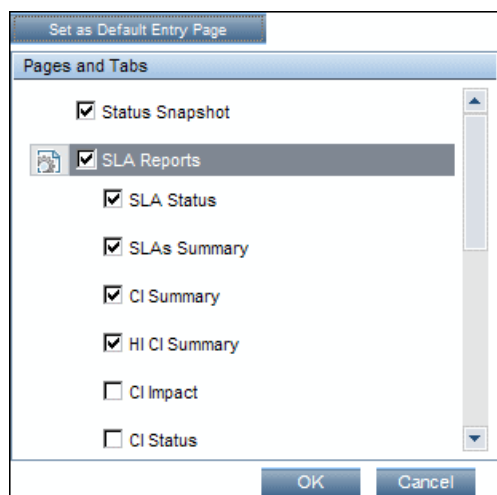 Set as Default Entry Page
Pages and Tabs
Status Snapshot
SLA Reports
SLA Status
SLAs Summary
CI Summary
HI CI Summary
CI Impact
CI Status
OK Cancel